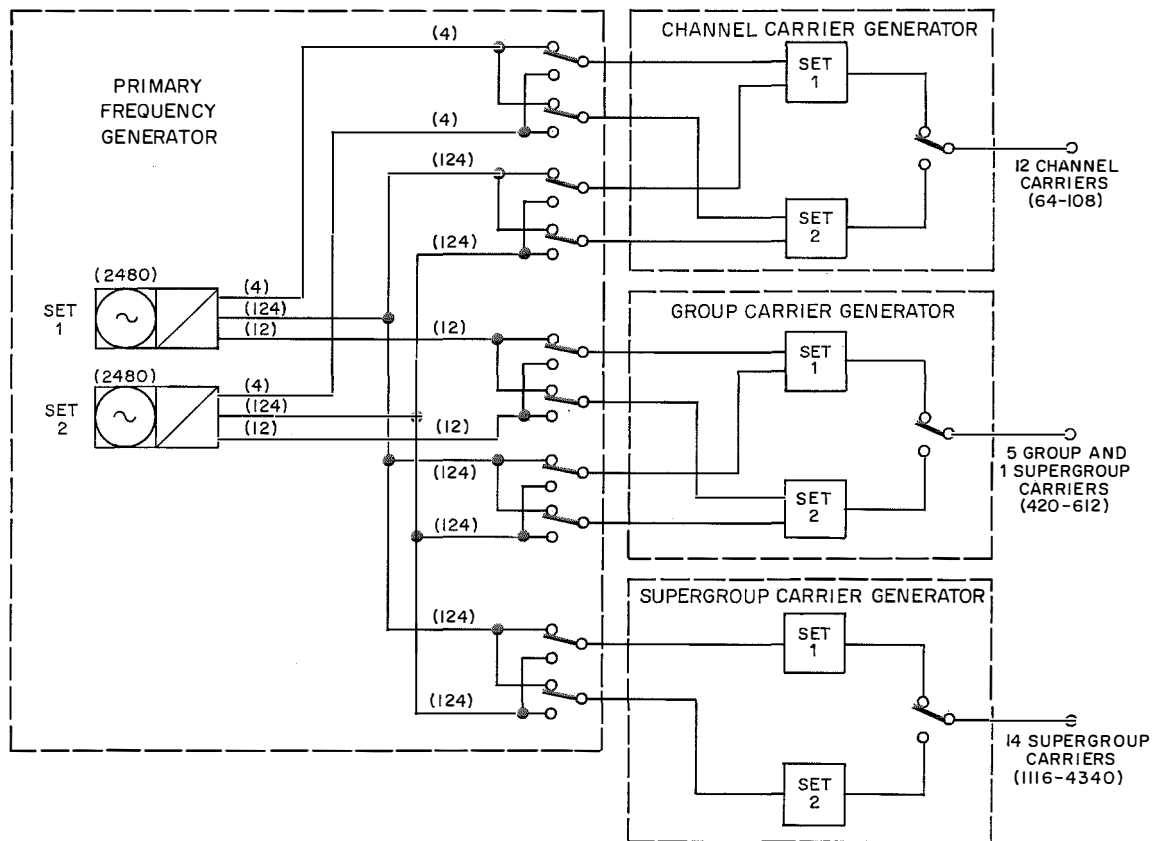 PRIMARY
FREQUENCY
GENERATOR
(4)
(4)
(124)
(124)
(2480)
SET
1
(4)
(124)
(12)
(12)
(2480)
SET
2
(4)
(124)
(12)
(12)
(124)
(124)
(124)
(124)
CHANNEL CARRIER GENERATOR
SET
1
SET
2
12 CHANNEL
CARRIERS
(64-108)
GROUP CARRIER GENERATOR
SET
1
SET
2
5 GROUP AND
1 SUPERGROUP
CARRIERS
(420-612)
SUPERGROUP CARRIER GENERATOR
SET
1
SET
2
14 SUPERGROUP
CARRIERS
(1116-4340)